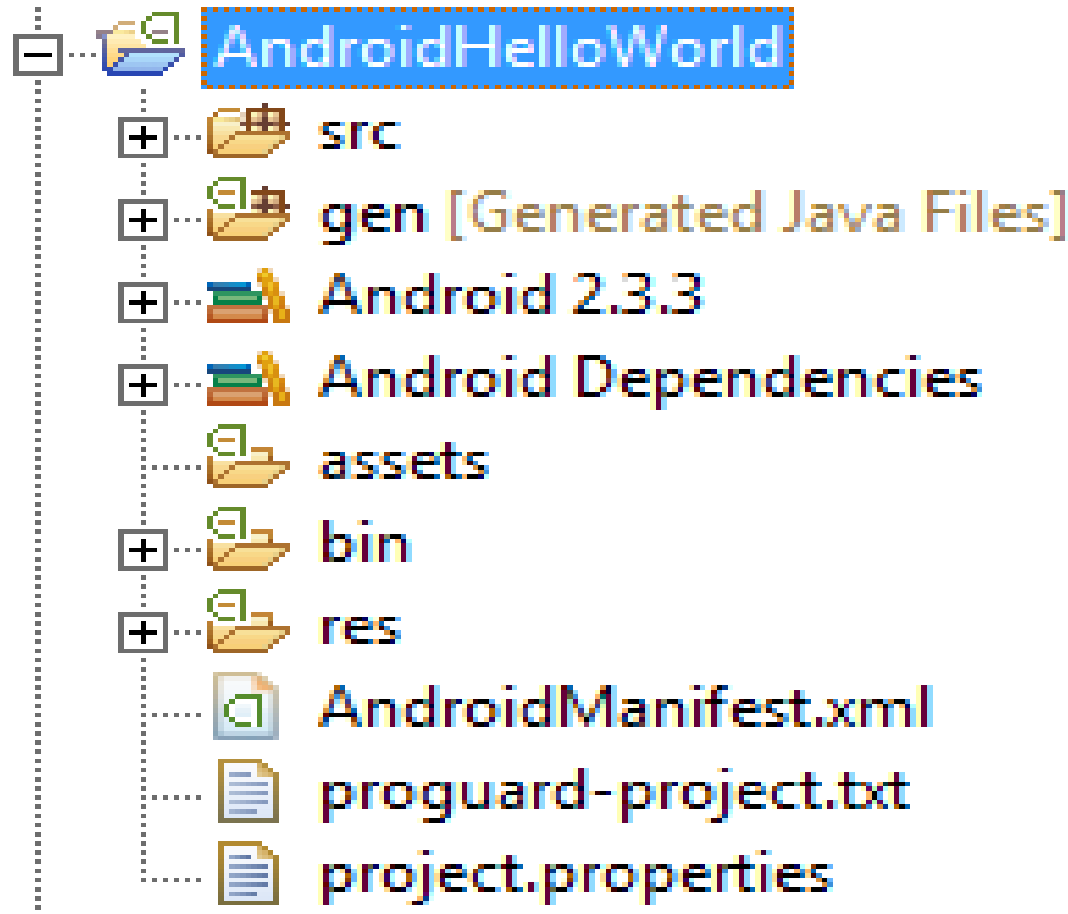 AndroidHelloWorld
src
gen [Generated Java Files]
Android 2.3.3
Android Dependencies
assets
bin
res
AndroidManifest.xml
proguard-project.txt
project.properties